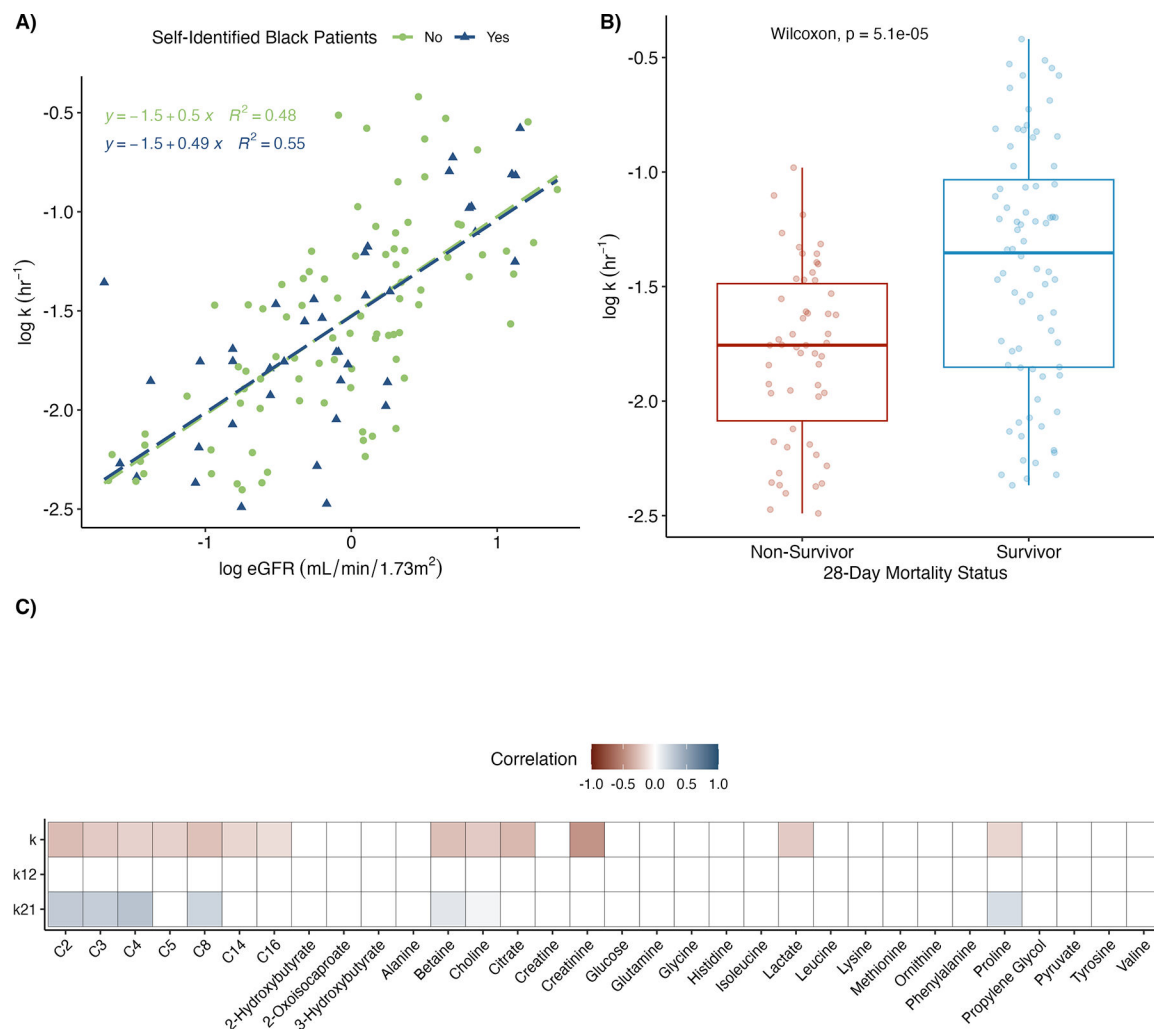 A)
Self-Identified Black Patients No Yes
y = −1.5 + 0.5 x R² = 0.48
y = −1.5 + 0.49 x R² = 0.55
-0.5
-1.0
-1.5
-2.0
-2.5
log k (hr⁻¹)
-1 0 1
log eGFR (mL/min/1.73m²)
B)
Wilcoxon, p = 5.1e-05
-0.5
-1.0
-1.5
-2.0
-2.5
log k (hr⁻¹)
Non-Survivor Survivor
28-Day Mortality Status
C)
Correlation
-1.0 -0.5 0.0 0.5 1.0
k
k12
k21
C2
C3
C4
C5
C8
C14
C16
2-Hydroxybutyrate
2-Oxoisocaproate
3-Hydroxybutyrate
Alanine
Betaine
Choline
Citrate
Creatine
Creatinine
Glucose
Glutamine
Glycine
Histidine
Isoleucine
Lactate
Leucine
Lysine
Methionine
Ornithine
Phenylalanine
Proline
Propylene Glycol
Pyruvate
Tyrosine
Valine